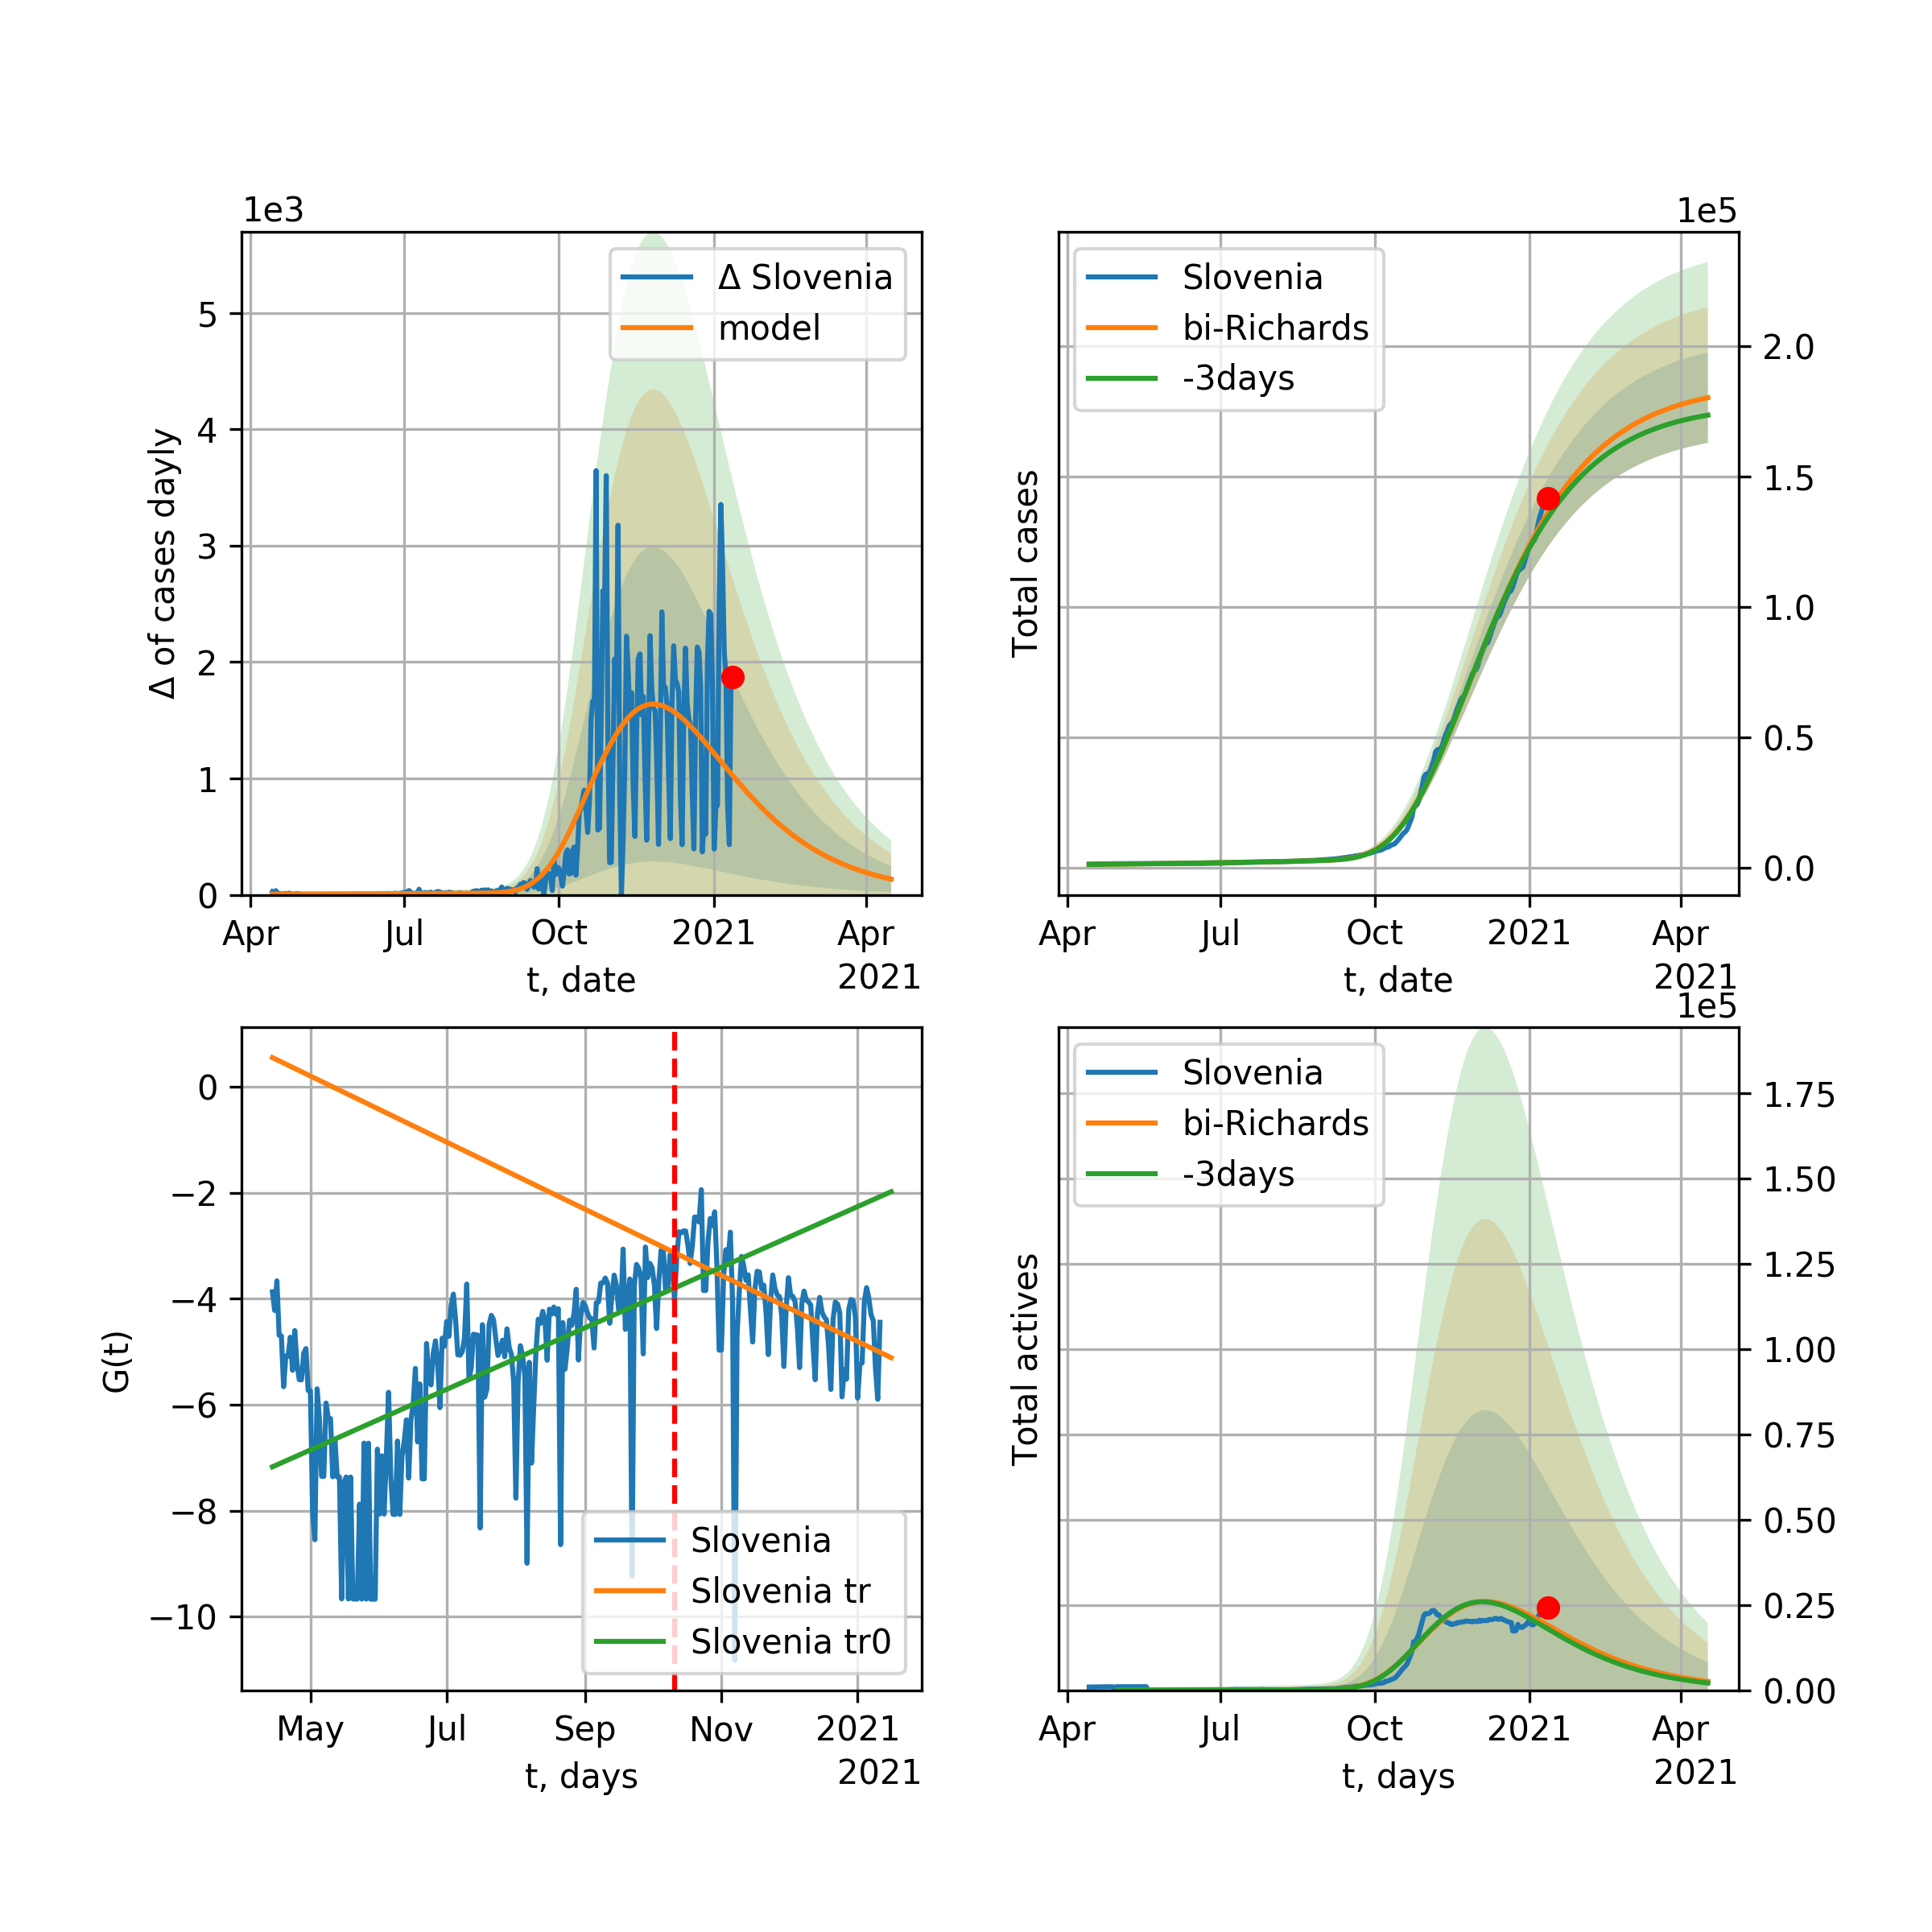 1e3
Δ of cases dayly
5
4
3
2
1
0
Δ Slovenia
model
Apr
Jul
Oct
2021
Apr
2021
t, date
1e5
Total cases
Slovenia
bi-Richards
-3days
2.0
1.5
1.0
0.5
0.0
Apr
Jul
Oct
2021
Apr
2021
t, date
G(t)
0
−2
−4
−6
−8
−10
Slovenia
Slovenia tr
Slovenia tr0
May
Jul
Sep
Nov
2021
2021
t, days
1e5
Total actives
Slovenia
bi-Richards
-3days
1.75
1.50
1.25
1.00
0.75
0.50
0.25
0.00
Apr
Jul
Oct
2021
Apr
2021
t, days